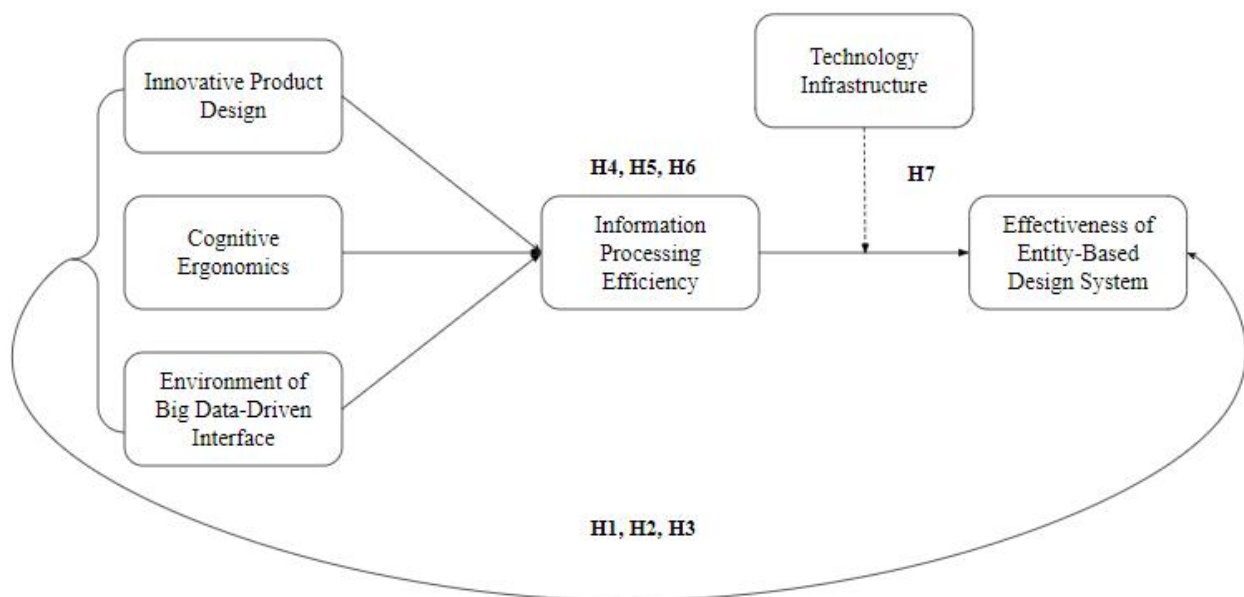 Technology
Infrastructure
Innovative Product
Design
H4, H5, H6
H7
Cognitive
Ergonomics
Information
Processing
Efficiency
Effectiveness of
Entity-Based
Design System
Environment of
Big Data-Driven
Interface
H1, H2, H3